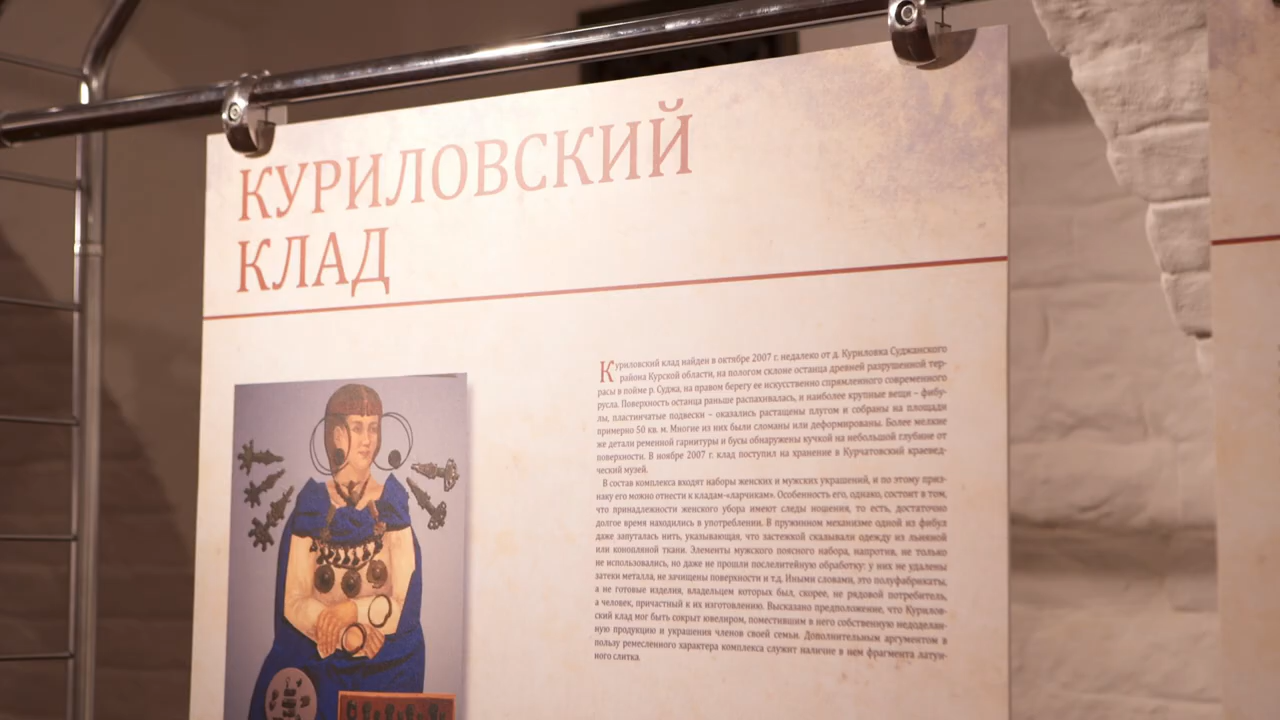 КУРИЛОВСКИЙ
КЛАД
Куриловский клад найден в октябре 2007 г. недалеко от д. Куриловка Суджанского
района Курской области, на пологом склоне останца древней разрушенной тер-
расы в пойме р. Суджа, на правом берегу ее искусственно спрямленного современного
русла. Поверхность останца раньше распахивалась, и наиболее крупные вещи – фибу-
лы, пластинчатые подвески – оказались растащены плугом и собраны на площади
примерно 50 кв. м. Многие из них были сломаны или деформированы. Более мелкие
же детали ременной гарнитуры и бусы обнаружены кучкой на небольшой глубине от
поверхности. В ноябре 2007 г. клад поступил на хранение в Курчатовский краевед-
ческий музей.
В состав комплекса входят наборы женских и мужских украшений, и по этому приз-
наку его можно отнести к кладам-«ларчикам». Особенность его, однако, состоит в том,
что принадлежности женского убора имеют следы ношения, то есть, достаточно
долгое время находились в употреблении. В пружинном механизме одной из фибул
даже запуталась нить, указывающая, что застежкой скалывали одежду из льняной
или конопляной ткани. Элементы мужского поясного набора, напротив, не только
не использовались, но даже не прошли послелитейную обработку: у них не удалены
затеки металла, не зачищены поверхности и т.д. Иными словами, это полуфабрикаты,
а не готовые изделия, владельцем которых был, скорее, не рядовой потребитель,
а человек, причастный к их изготовлению. Высказано предположение, что Курилов-
ский клад мог быть сокрыт ювелиром, поместившим в него собственную недоделан-
ную продукцию и украшения членов своей семьи. Дополнительным аргументом в
пользу ремесленного характера комплекса служит наличие в нем фрагмента латун-
ного слитка.